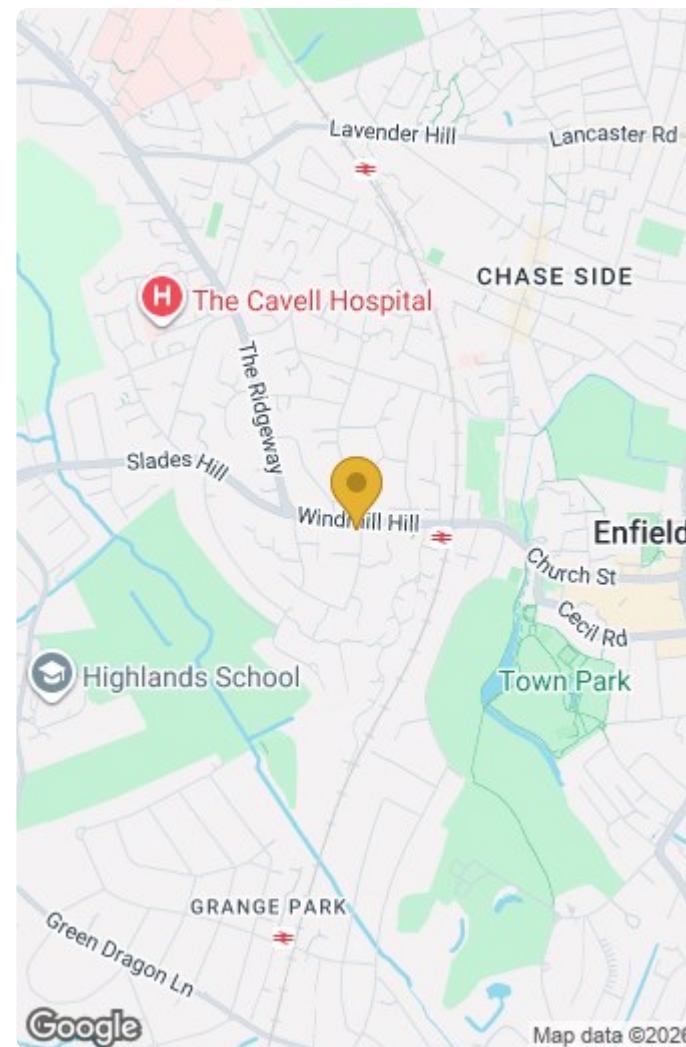 Lavender Hill
Lancaster Rd
CHASE SIDE
H
The Cavell Hospital
The Ridgeway
Slades Hill
Windmill Hill
Enfield
Church St
Cecil Rd
Highlands School
Town Park
GRANGE PARK
Green Dragon Ln
Google
Map data ©2026